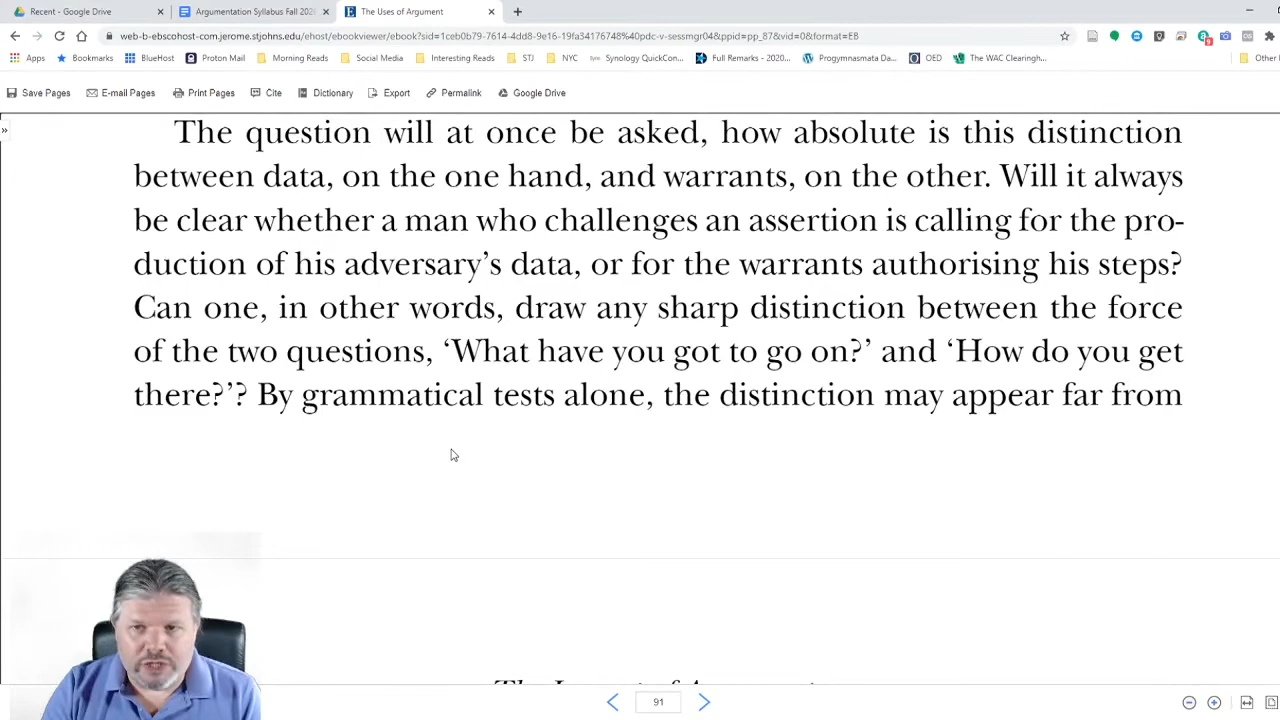 Recent - Google Drive
Argumentation Syllabus Fall 202
The Uses of Argument
web-b-ebscohost-com.jerome.stjohns.edu/ehost/ebookviewer/ebook?sid=1ceb0b79-7614-4dd8-9e16-19fa34176748%40pdc-v-sessmgr04&ppid=pp_87&vid=0&format=EB
Apps Bookmarks BlueHost Proton Mail Morning Reads Social Media Interesting Reads STJ NYC Synology QuickCon... Full Remarks - 2020... Progymnasmata De... OED The WAC Clearingh... Other
Save Pages E-mail Pages Print Pages Cite Dictionary Export Permalink Google Drive
The question will at once be asked, how absolute is this distinction
between data, on the one hand, and warrants, on the other. Will it always
be clear whether a man who challenges an assertion is calling for the pro-
duction of his adversary's data, or for the warrants authorising his steps?
Can one, in other words, draw any sharp distinction between the force
of the two questions, ‘What have you got to go on?’ and ‘How do you get
there?’? By grammatical tests alone, the distinction may appear far from
91